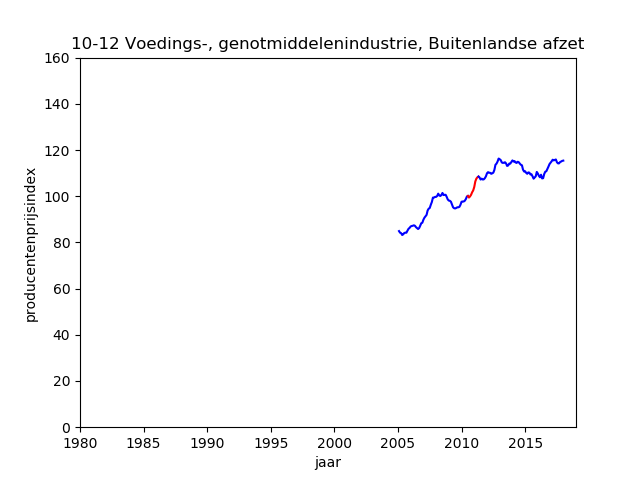 10-12 Voedings-, genotmiddelenindustrie, Buitenlandse afzet
160
140
120
100
80
60
40
20
0
producentenprijsindex
1980 1985 1990 1995 2000 2005 2010 2015
jaar